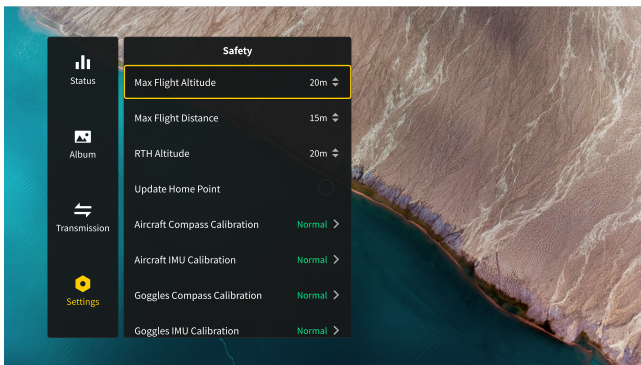 Safety
Status
Album
Transmission
Settings
Max Flight Altitude 20m
Max Flight Distance 15m
RTH Altitude 20m
Update Home Point
Aircraft Compass Calibration Normal
Aircraft IMU Calibration Normal
Goggles Compass Calibration Normal
Goggles IMU Calibration Normal